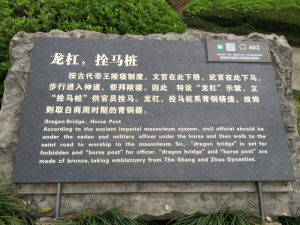 402
龙杠，拴马桩
按古代帝王陵寝制度，文官在此下轿，武官在此下马，
步行进入神道，祭拜陵寝。因此 特设“龙杠”示禁，立
“拴马桩”供官员拴马。龙杠，拴马桩系青铜铸造，纹饰
则取自商周时期的青铜器。
Dragon Bridge, Horse Post
According to the ancient imperial mausoleum system, civil official should be
under the sedan and military officer under the horse and then walk to the
saint road to worship to the mausoleum. So, "dragon bridge" is set for
forbidden and "horse post" for officer. "dragon bridge" and "horse post" are
made of bronze, taking emblazonry from The Shang and Zhou Dynasties.